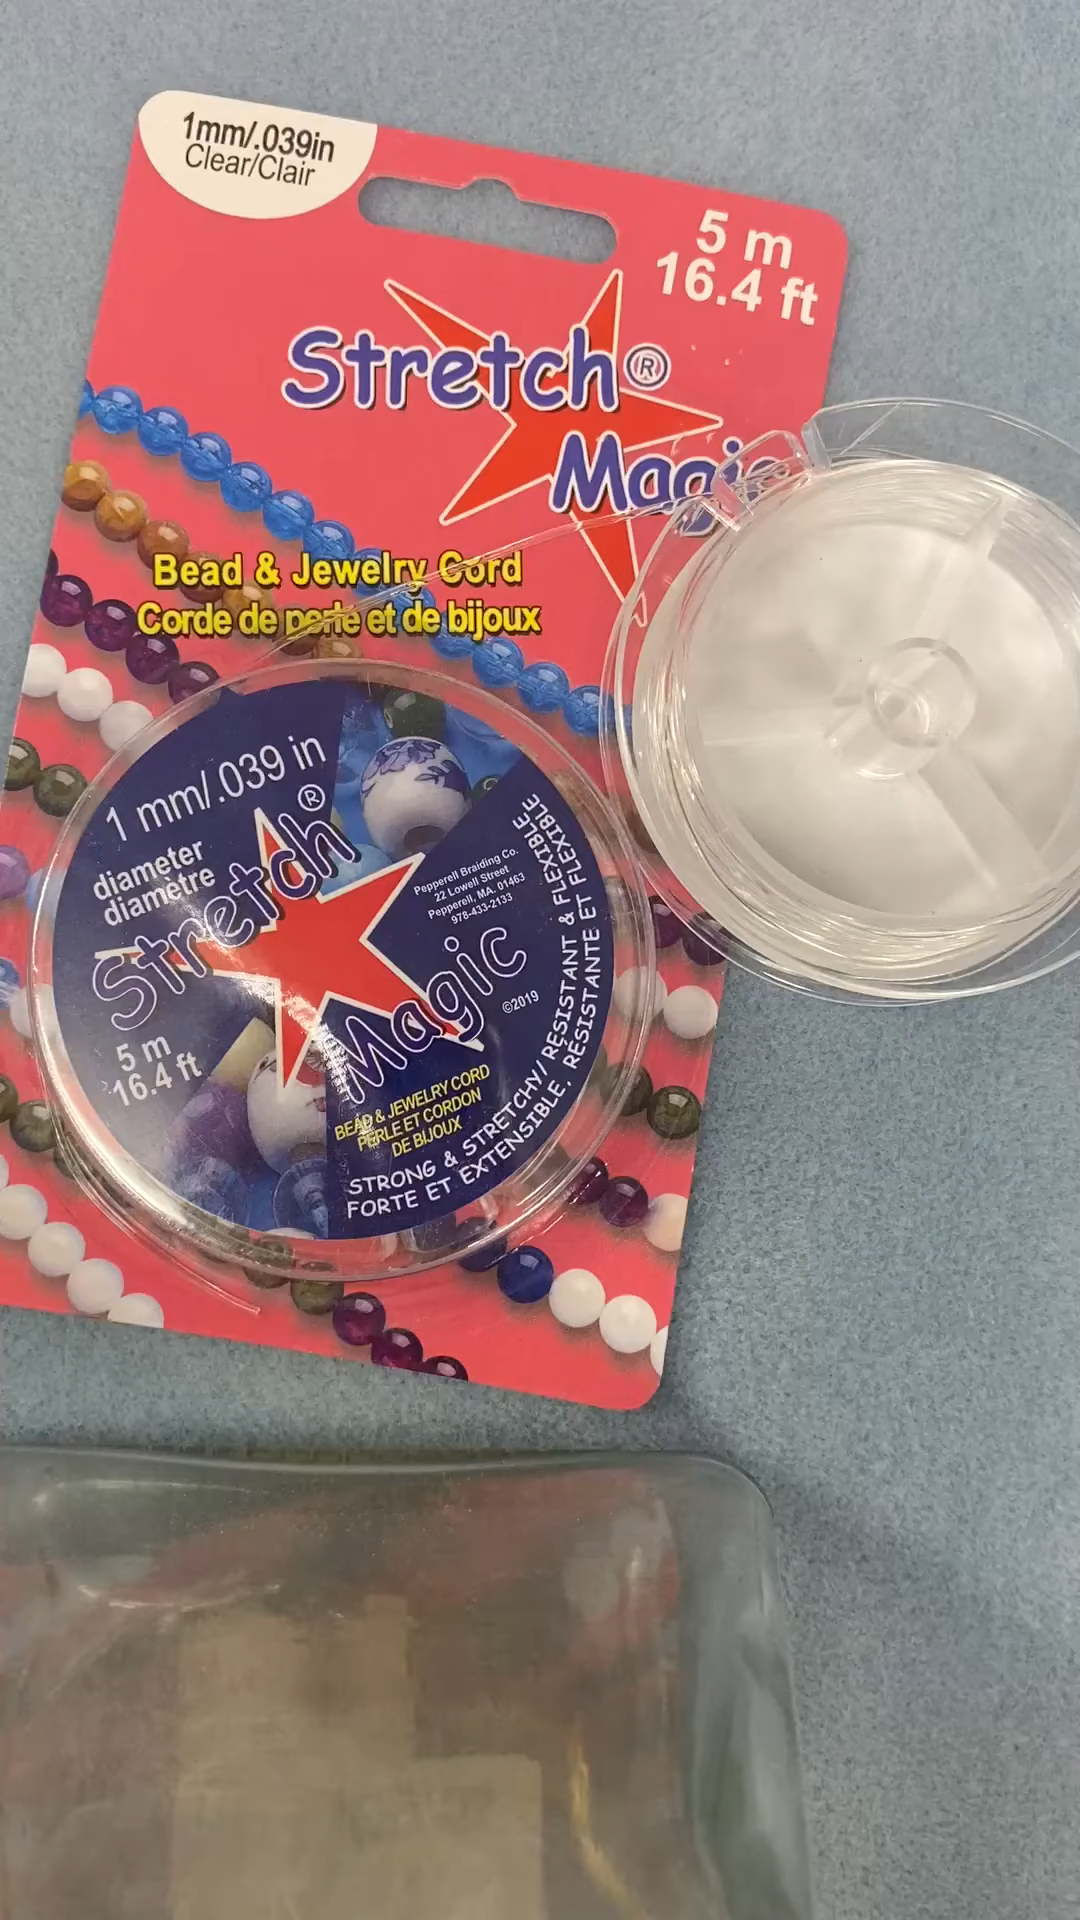 1mm/.039in
Clear/Clair
5 m
16.4 ft
Stretch®
Magic
Bead & Jewelry Cord
Corde de perle et de bijoux
1 mm/.039 in
diameter
diamètre
Stretch®
Magic
5 m
16.4 ft
Pepperell Braiding Co.
22 Lowell Street
Pepperell, MA. 01463
978-433-2133
©2019
BEAD & JEWELRY CORD
PERLE ET CORDON
DE BIJOUX
STRONG & STRETCHY/ RESISTANT & FLEXIBLE
FORTE ET EXTENSIBLE, RÉSISTANTE ET FLEXIBLE